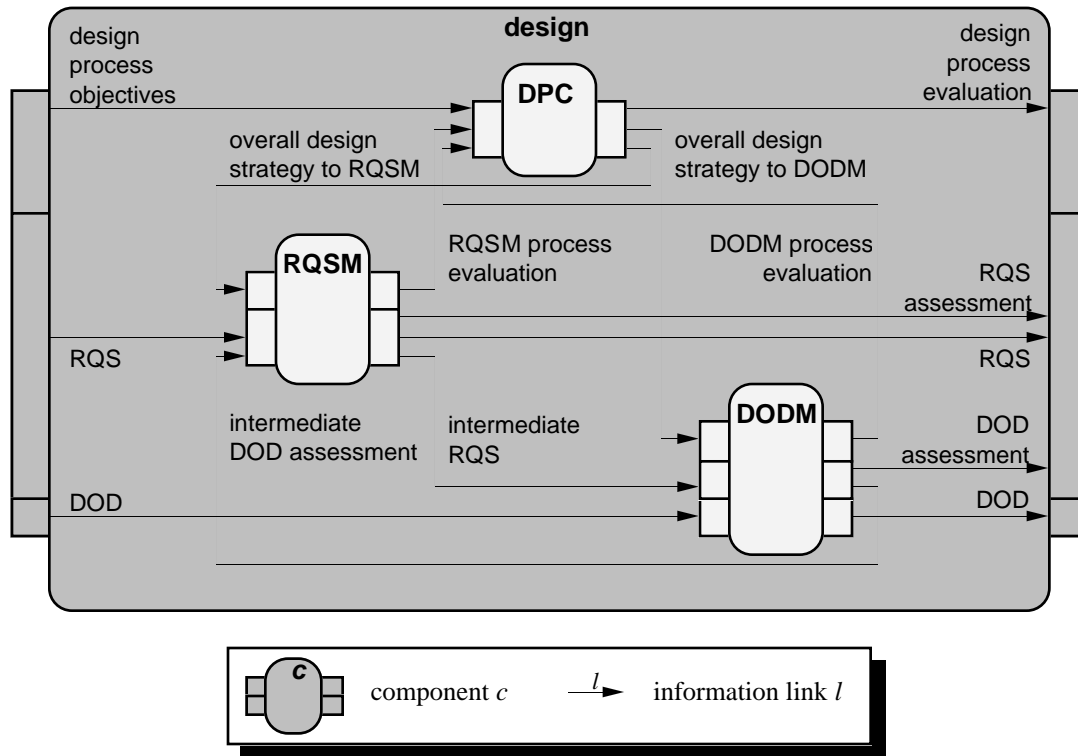 design
design
process
objectives
design
process
evaluation
DPC
overall design
strategy to RQSM
overall design
strategy to DODM
RQSM
RQSM process
evaluation
DODM process
evaluation
RQS
assessment
RQS
RQS
intermediate
DOD assessment
intermediate
RQS
DODM
DOD
assessment
DOD
DOD
c
component c
l
information link l